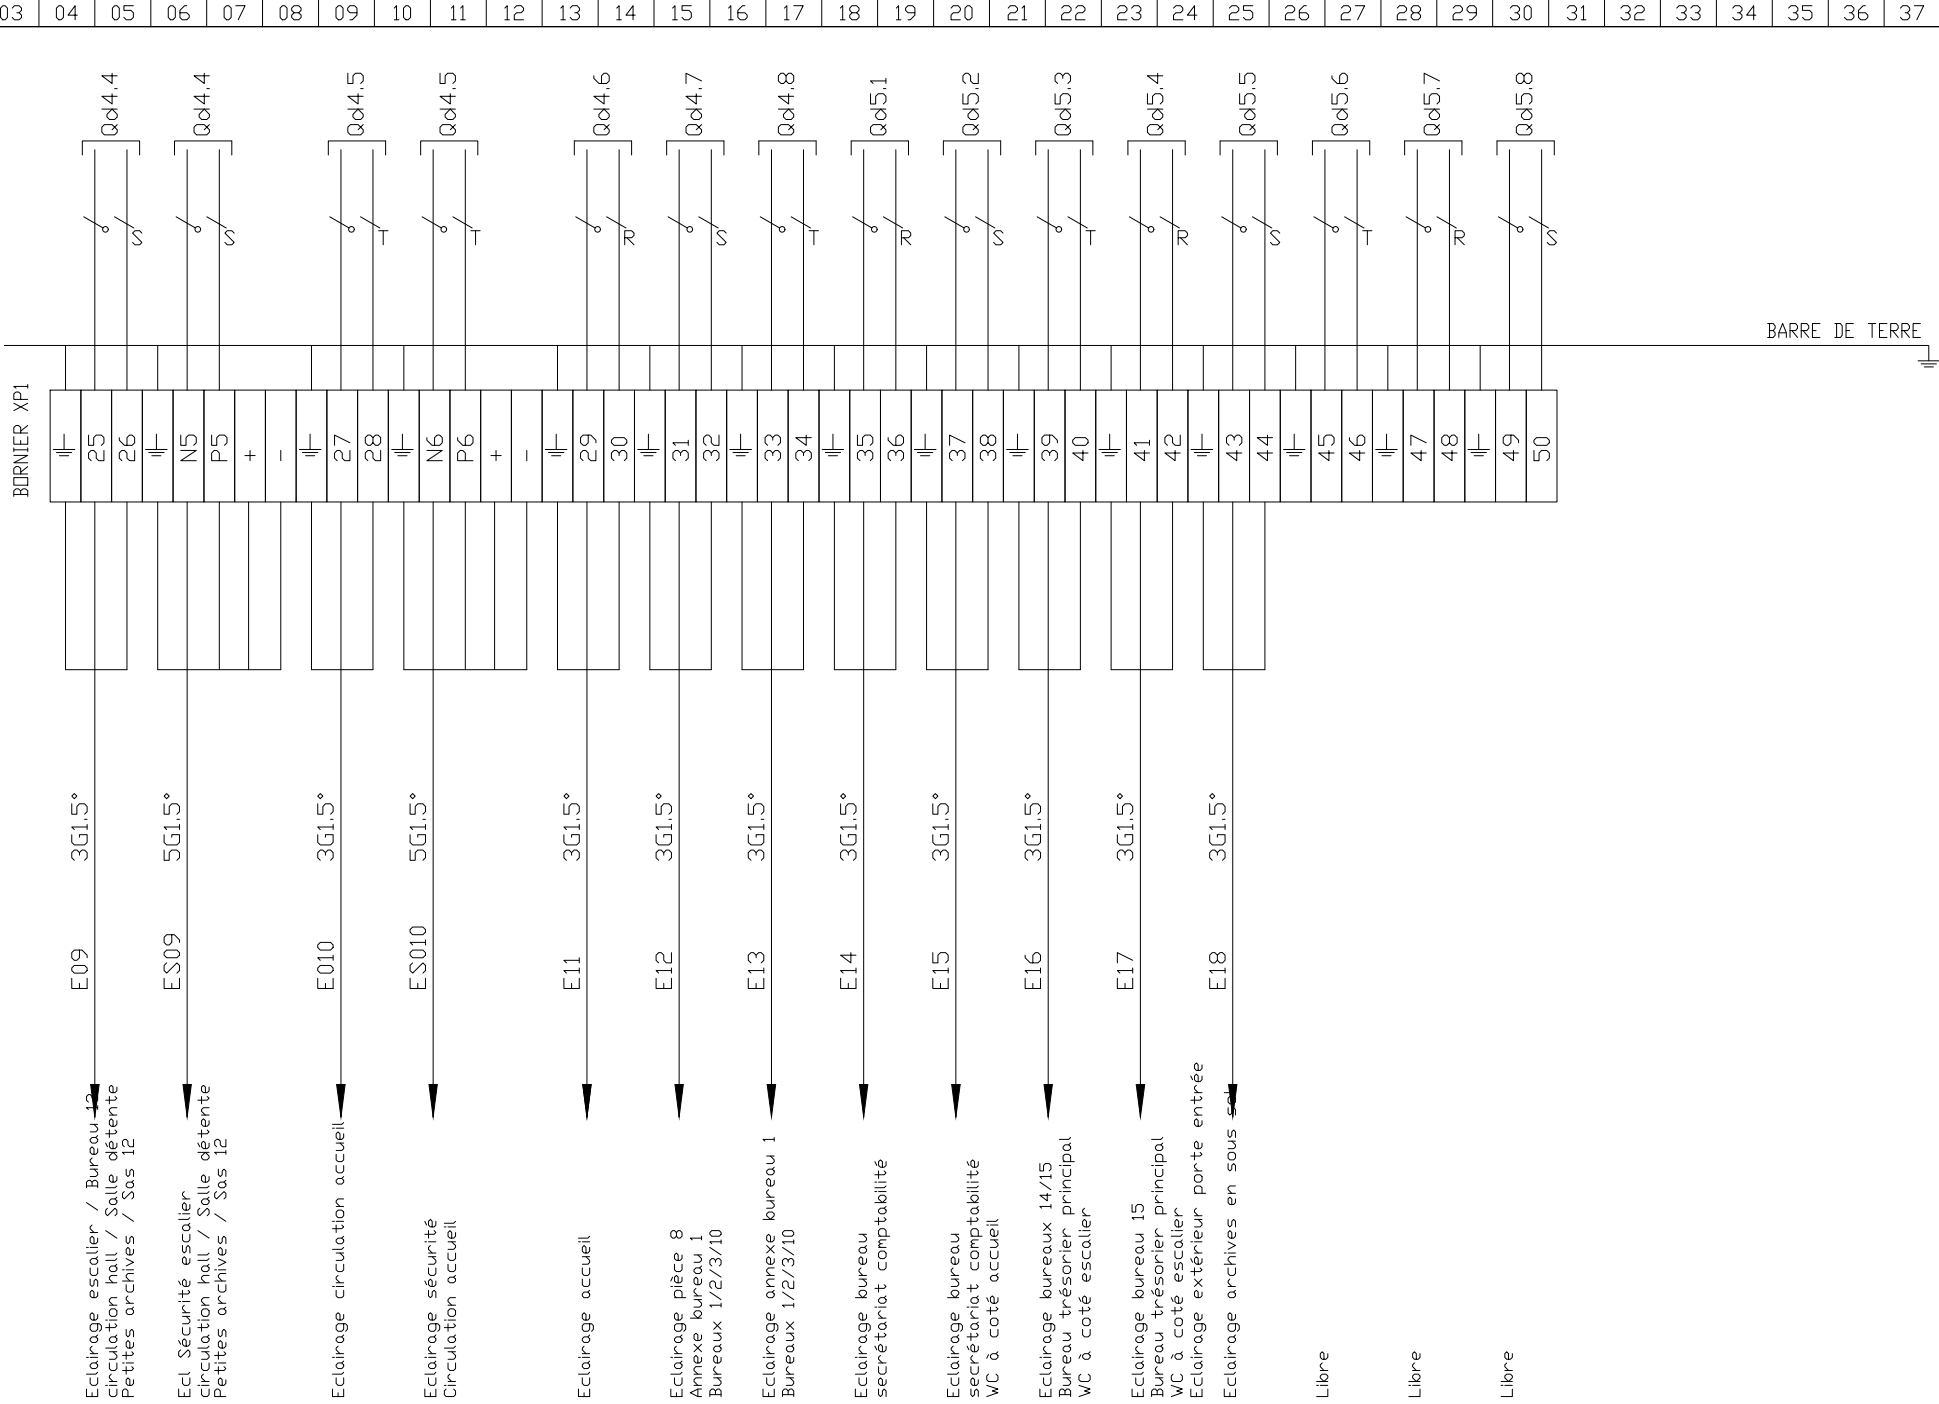 03 04 05 06 07 08 09 10 11 12 13 14 15 16 17 18 19 20 21 22 23 24 25 26 27 28 29 30 31 32 33 34 35 36 37
Qd4.4 Qd4.4 Qd4.5 Qd4.5 Qd4.6 Qd4.7 Qd4.8 Qd5.1 Qd5.2 Qd5.3 Qd5.4 Qd5.5 Qd5.6 Qd5.7 Qd5.8
S S T T R S T R S T R S T R S
BARRE DE TERRE
BORNIER XP1
25 26 N5 P5 + - 27 28 N6 P6 + - 29 30 31 32 33 34 35 36 37 38 39 40 41 42 43 44 45 46 47 48 49 50
3G1.5° 5G1.5° 3G1.5° 5G1.5° 3G1.5° 3G1.5° 3G1.5° 3G1.5° 3G1.5° 3G1.5° 3G1.5° 3G1.5°
E09 ES09 E010 ES010 E11 E12 E13 E14 E15 E16 E17 E18
Eclairage escalier / Bureau 12
circulation hall / Salle détente
Petites archives / Sas 12
Ecl Sécurité escalier
circulation hall / Salle détente
Petites archives / Sas 12
Eclairage circulation accueil
Eclairage sécurité
Circulation accueil
Eclairage accueil
Eclairage pièce 8
Annexe bureau 1
Bureaux 1/2/3/10
Eclairage annexe bureau 1
Bureaux 1/2/3/10
Eclairage bureau
secrétariat comptabilité
Eclairage bureau
secrétariat comptabilité
WC à coté accueil
Eclairage bureaux 14/15
Bureau trésorier principal
WC à coté escalier
Eclairage bureau 15
Bureau trésorier principal
WC à coté escalier
Eclairage extérieur porte entrée
Eclairage archives en sous sol
Libre
Libre
Libre